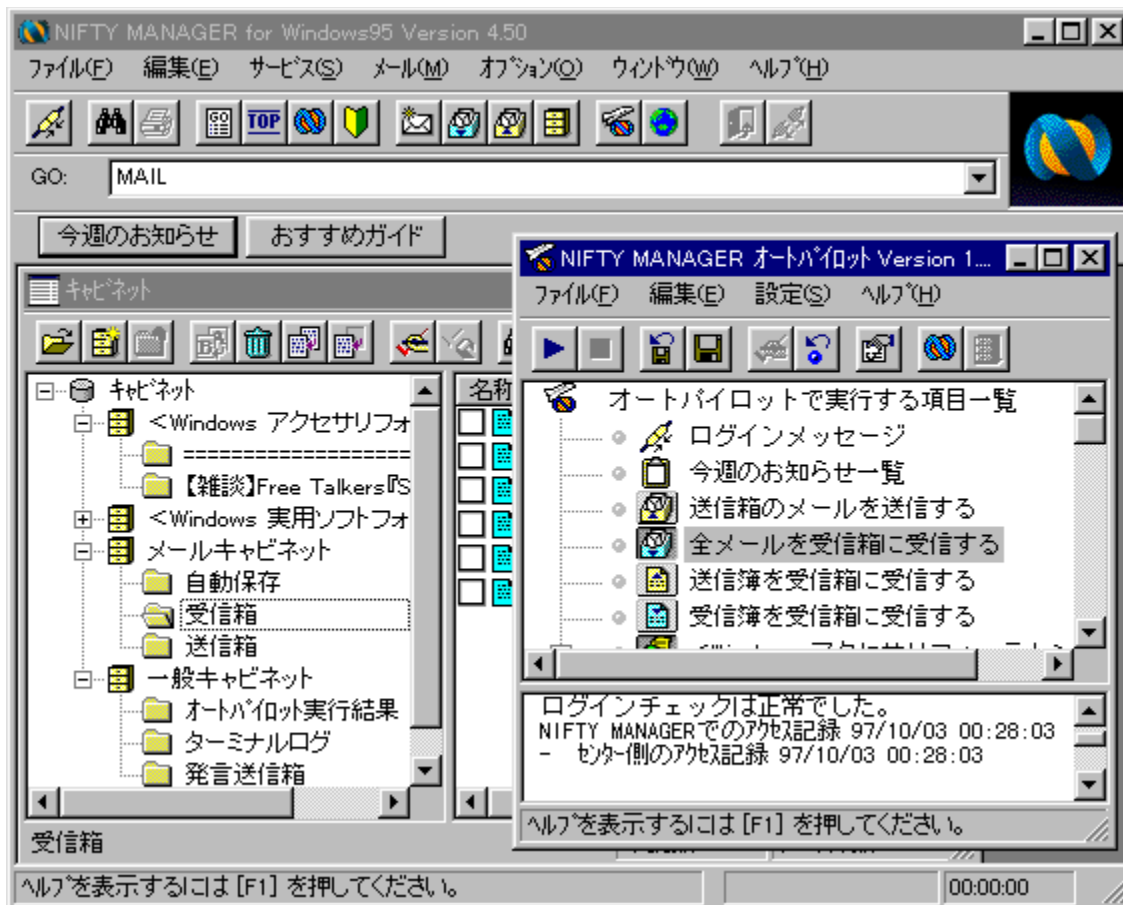 NIFTY MANAGER for Windows95 Version 4.50
ファイル(F) 編集(E) サービス(S) メール(M) オプション(O) ウィンドウ(W) ヘルプ(H)
GO TOP
GO: MAIL
今週のお知らせ おすすめガイド
キャビネット
名称
キャビネット
<Windows アクセサリフォ
====================
【雑談】Free Talkers『S
<Windows 実用ソフトフォ
メールキャビネット
自動保存
受信箱
送信箱
一般キャビネット
オートパイロット実行結果
ターミナルログ
発言送信箱
受信箱
NIFTY MANAGER オートパイロット Version 1....
ファイル(F) 編集(E) 設定(S) ヘルプ(H)
オートパイロットで実行する項目一覧
ログインメッセージ
今週のお知らせ一覧
送信箱のメールを送信する
全メールを受信箱に受信する
送信簿を受信箱に受信する
受信簿を受信箱に受信する
ログインチェックは正常でした。
NIFTY MANAGERでのアクセス記録 97/10/03 00:28:03
- センター側のアクセス記録 97/10/03 00:28:03
ヘルプを表示するには [F1] を押してください。
ヘルプを表示するには [F1] を押してください。 00:00:00